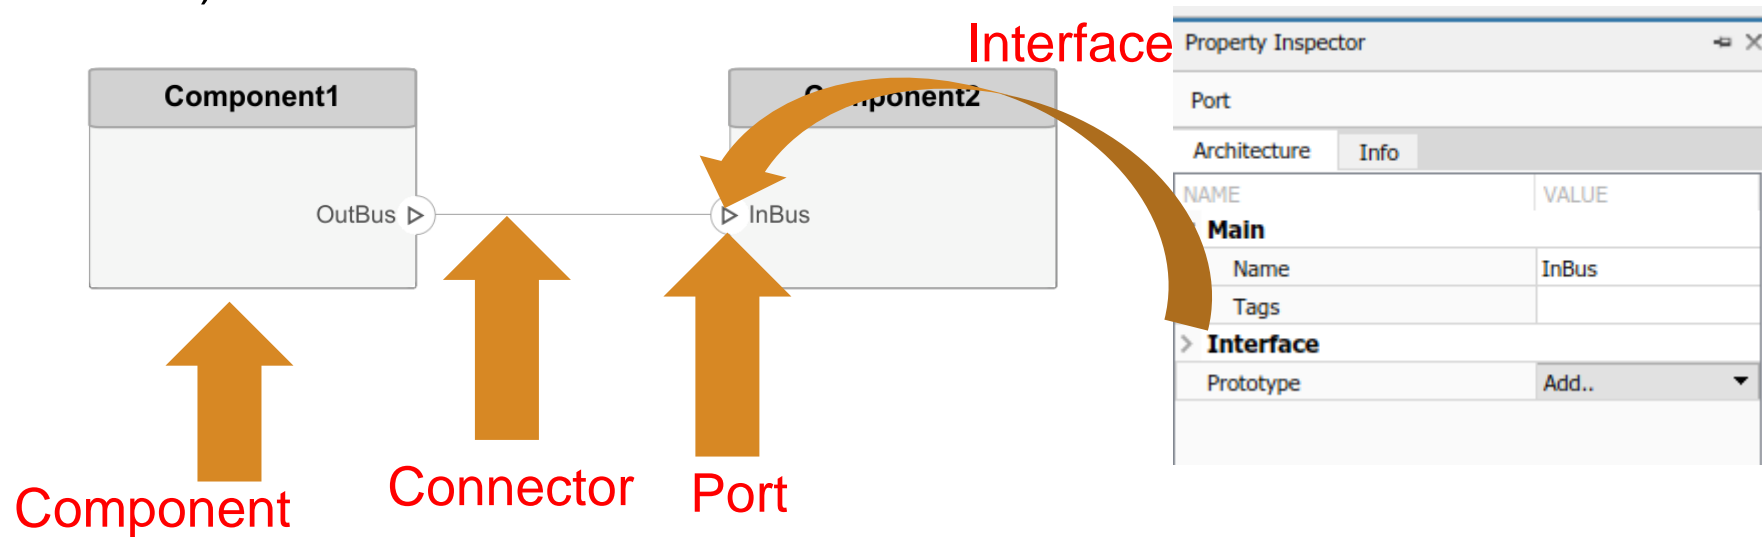 Interface
Property Inspector
Component1
Component2
Port
Architecture Info
NAME VALUE
OutBus
InBus
Main
Name InBus
Tags
Interface
Prototype Add..
Component
Connector
Port